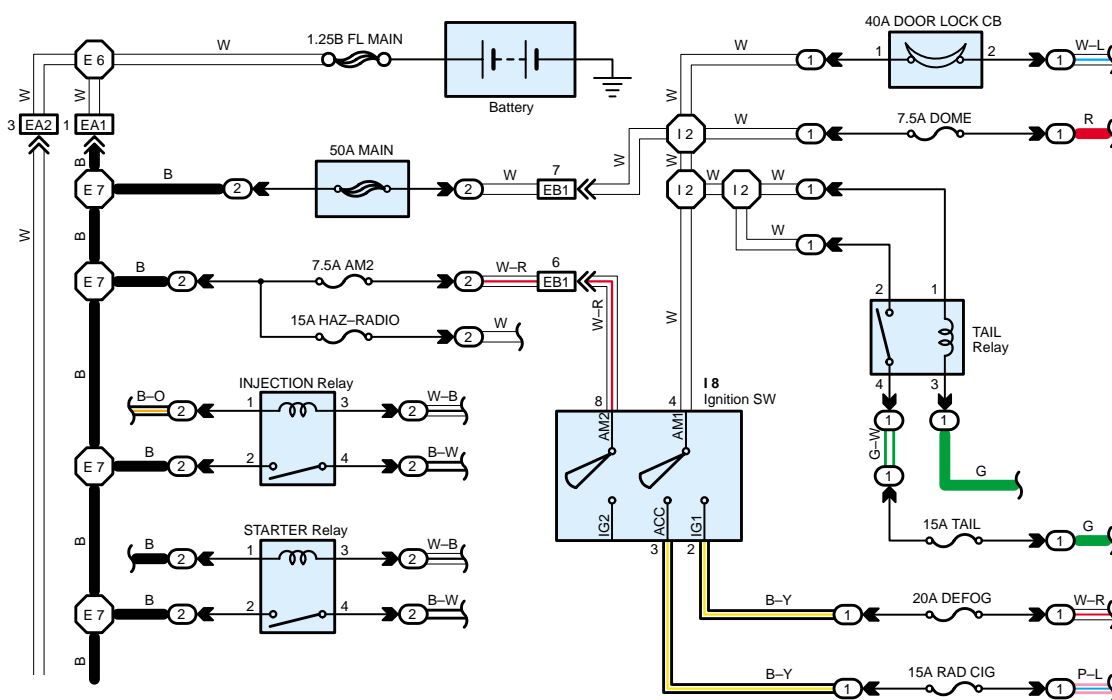 40A DOOR LOCK CB
1.25B FL MAIN
W
W
1
2
W–L
E 6
1
1
Battery
W
W
3
EA2
1
EA1
7.5A DOME
W
R
I 2
1
1
B
50A MAIN
7
W
W
B
W
W
W
E 7
2
2
EB1
I 2
I 2
1
W
B
W
1
7.5A AM2
6
B
W–R
E 7
2
2
EB1
2
1
W–R
W
15A HAZ–RADIO
W
2
TAIL
Relay
B
INJECTION Relay
I 8
Ignition SW
4
3
B–O
1
3
W–B
8
4
2
2
1
1
AM2
AM1
G–W
B
2
4
B–W
E 7
2
2
1
G
IG2
ACC
IG1
STARTER Relay
15A TAIL
G
B
B
1
3
W–B
1
2
2
3
2
B
2
4
B–W
B–Y
20A DEFOG
W–R
E 7
2
2
1
1
B
B–Y
15A RAD CIG
P–L
1
1